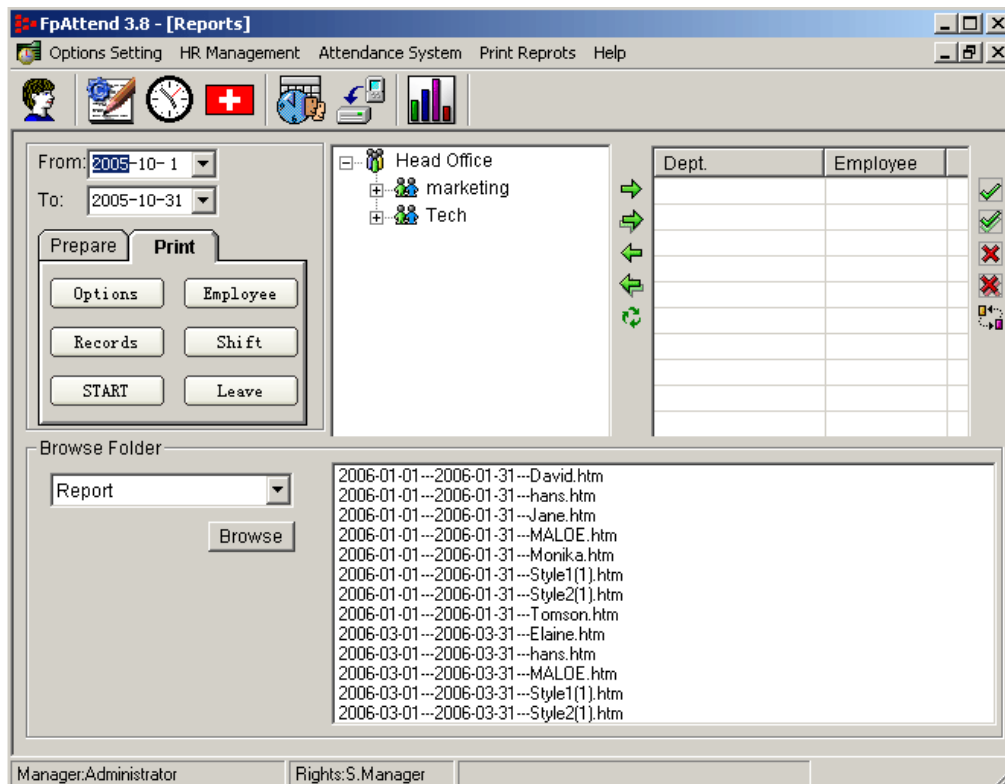 FpAttend 3.8 - [Reports]
Options Setting HR Management Attendance System Print Reprots Help
From: 2005-10- 1
To: 2005-10-31
Prepare Print
Options Employee
Records Shift
START Leave
Head Office
marketing
Tech
Dept. Employee
Browse Folder
Report
Browse
2006-01-01---2006-01-31---David.htm
2006-01-01---2006-01-31---hans.htm
2006-01-01---2006-01-31---Jane.htm
2006-01-01---2006-01-31---MALOE.htm
2006-01-01---2006-01-31---Monika.htm
2006-01-01---2006-01-31---Style1(1).htm
2006-01-01---2006-01-31---Style2(1).htm
2006-01-01---2006-01-31---Tomson.htm
2006-03-01---2006-03-31---Elaine.htm
2006-03-01---2006-03-31---hans.htm
2006-03-01---2006-03-31---MALOE.htm
2006-03-01---2006-03-31---Style1(1).htm
2006-03-01---2006-03-31---Style2(1).htm
Manager:Administrator Rights:S.Manager